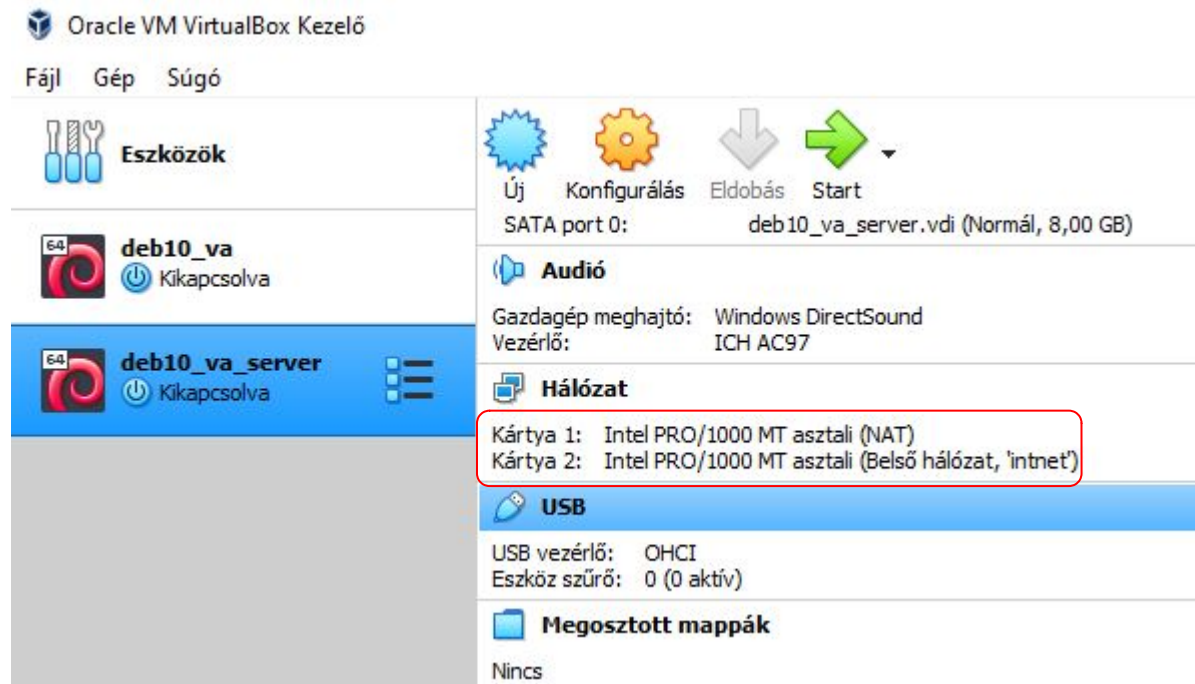 Oracle VM VirtualBox Kezelő
Fájl Gép Súgó
Eszközök
64
deb10_va
Kikapcsolva
64
deb10_va_server
Kikapcsolva
Új Konfigurálás Eldobás Start
SATA port 0: deb10_va_server.vdi (Normál, 8,00 GB)
Audió
Gazdagép meghajtó: Windows DirectSound
Vezérlő: ICH AC97
Hálózat
Kártya 1: Intel PRO/1000 MT asztali (NAT)
Kártya 2: Intel PRO/1000 MT asztali (Belső hálózat, 'intnet')
USB
USB vezérlő: OHCI
Eszköz szűrő: 0 (0 aktív)
Megosztott mappák
Nincs